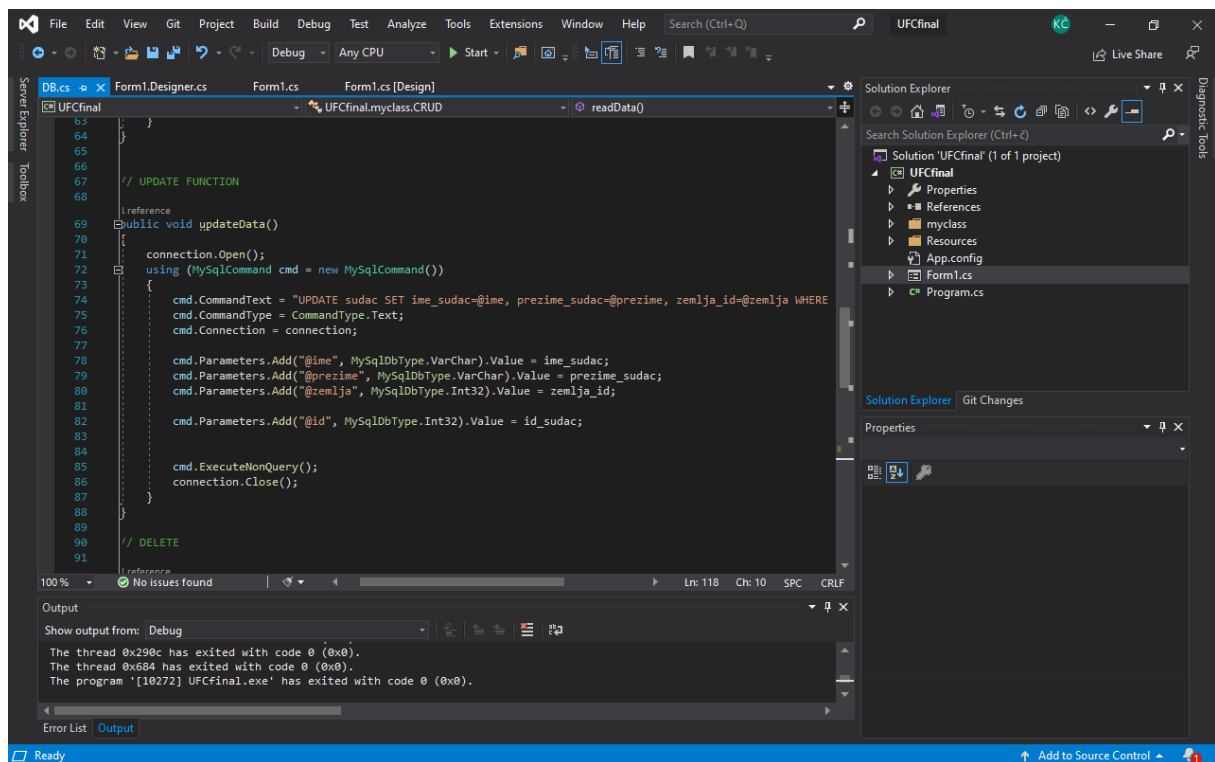 File Edit View Git Project Build Debug Test Analyze Tools Extensions Window Help Search (Ctrl+Q) UFCfinal KČ
Debug Any CPU Start Live Share
Server Explorer
Toolbox
DB.cs Form1.Designer.cs Form1.cs Form1.cs [Design]
C# UFCfinal UFCfinal.myclass.CRUD readData()
63 }
64 }
65
66
67 // UPDATE FUNCTION
68
1 reference
69 public void updateData()
70 {
71 connection.Open();
72 using (MySqlCommand cmd = new MySqlCommand())
73 {
74 cmd.CommandText = "UPDATE sudac SET ime_sudac=@ime, prezime_sudac=@prezime, zemlja_id=@zemlja WHERE
75 cmd.CommandType = CommandType.Text;
76 cmd.Connection = connection;
77
78 cmd.Parameters.Add("@ime", MySqlDbType.VarChar).Value = ime_sudac;
79 cmd.Parameters.Add("@prezime", MySqlDbType.VarChar).Value = prezime_sudac;
80 cmd.Parameters.Add("@zemlja", MySqlDbType.Int32).Value = zemlja_id;
81
82 cmd.Parameters.Add("@id", MySqlDbType.Int32).Value = id_sudac;
83
84
85 cmd.ExecuteNonQuery();
86 connection.Close();
87 }
88 }
89
90 // DELETE
91
1 reference
100 % No issues found Ln: 118 Ch: 10 SPC CRLF
Output
Show output from: Debug
The thread 0x290c has exited with code 0 (0x0).
The thread 0x684 has exited with code 0 (0x0).
The program '[10272] UFCfinal.exe' has exited with code 0 (0x0).
Error List Output
Solution Explorer
Search Solution Explorer (Ctrl+č)
Solution 'UFCfinal' (1 of 1 project)
C# UFCfinal
Properties
References
myclass
Resources
App.config
Form1.cs
C# Program.cs
Solution Explorer Git Changes
Properties
Diagnostic Tools
Ready Add to Source Control 1